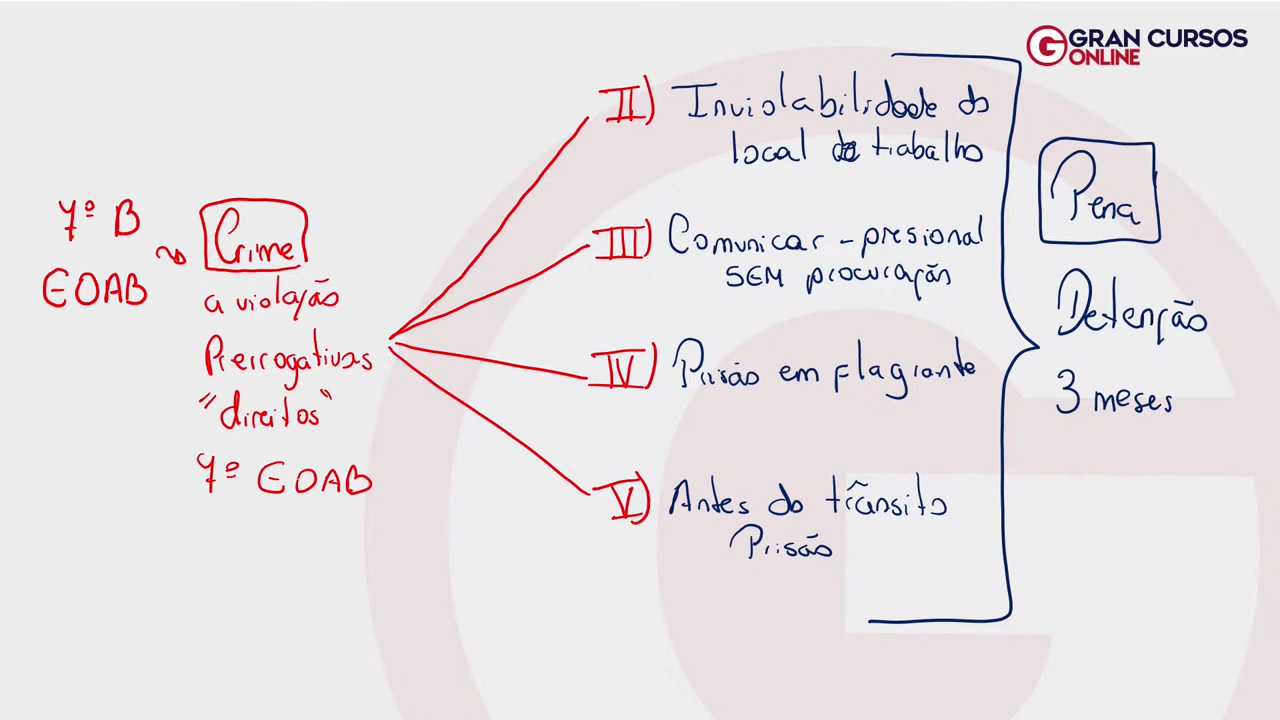 GRAN CURSOS
ONLINE
7º B
EOAB
Crime
a violação
Prerrogativas
"direitos"
7º EOAB
II) Inviolabilidade do
local de trabalho
III) Comunicar - presional
SEM procuração
IV) Prisão em flagrante
V) Antes do trânsito
Prisão
Pena
Detenção
3 meses